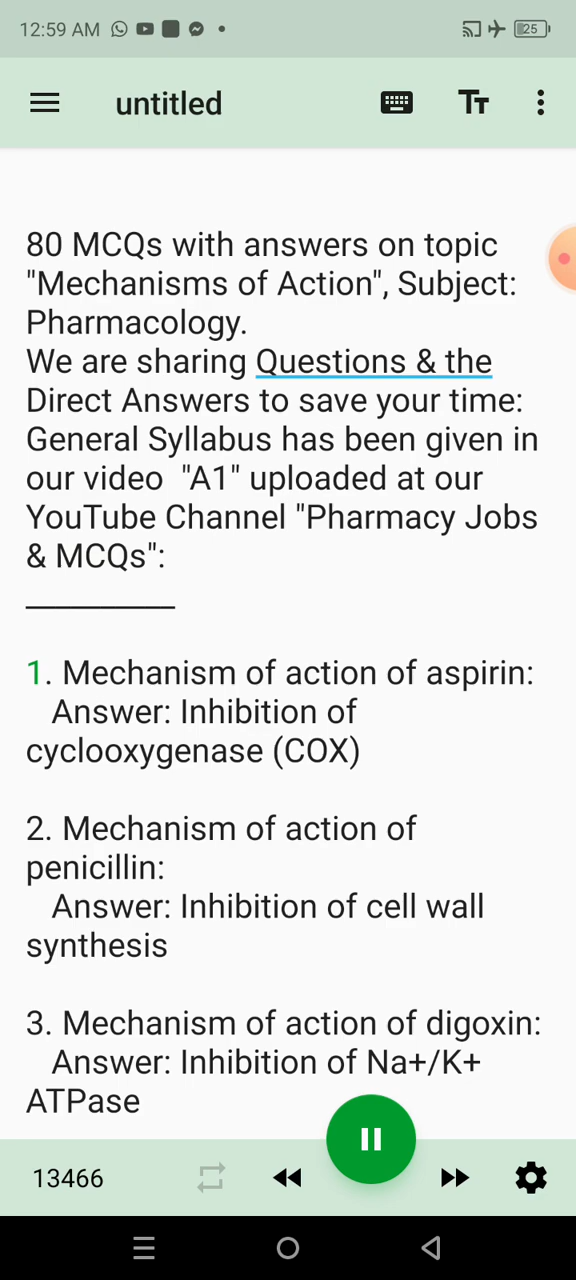 12:59 AM
25
untitled
80 MCQs with answers on topic
"Mechanisms of Action", Subject:
Pharmacology.
We are sharing Questions & the
Direct Answers to save your time:
General Syllabus has been given in
our video "A1" uploaded at our
YouTube Channel "Pharmacy Jobs
& MCQs":
__________
1. Mechanism of action of aspirin:
Answer: Inhibition of
cyclooxygenase (COX)
2. Mechanism of action of
penicillin:
Answer: Inhibition of cell wall
synthesis
3. Mechanism of action of digoxin:
Answer: Inhibition of Na+/K+
ATPase
13466